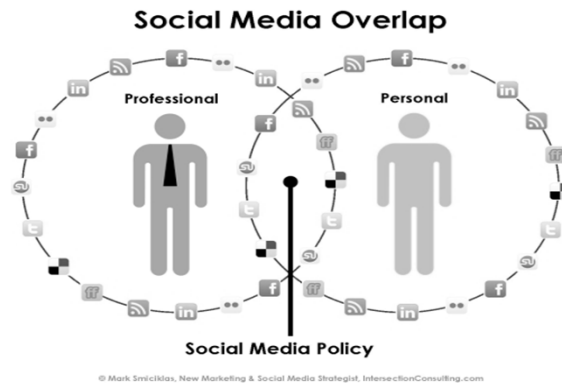 Social Media Overlap
Professional
Personal
Social Media Policy
© Mark Smiciklas, New Marketing & Social Media Strategist, IntersectionConsulting.com